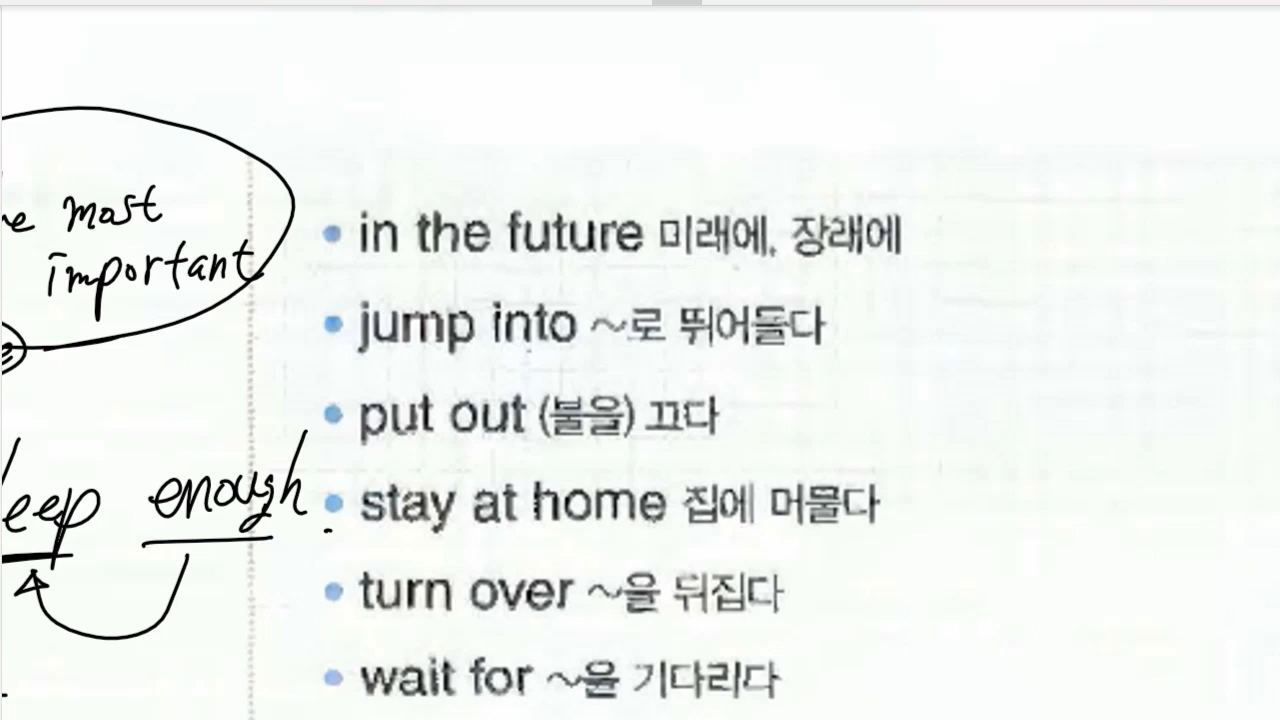 most
important
in the future 미래에, 장래에
jump into ~로 뛰어들다
put out (불을) 끄다
enough.
stay at home 집에 머물다
turn over ~을 뒤집다
wait for ~을 기다리다